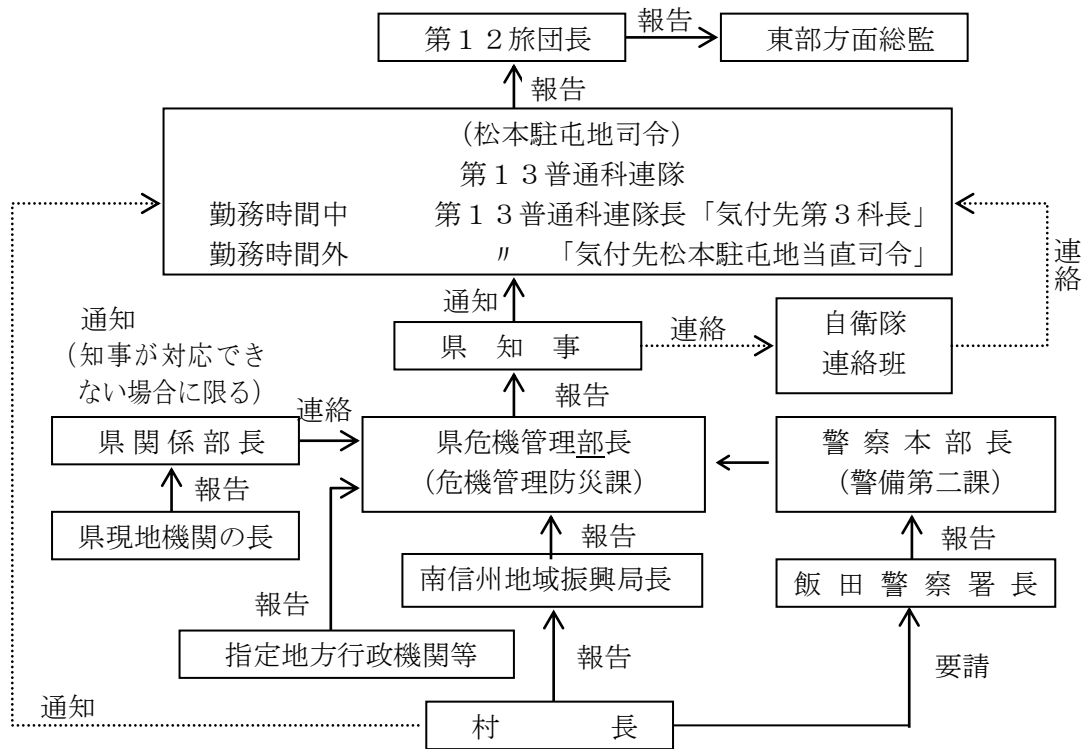 第１２旅団長
報告
東部方面総監
報告
(松本駐屯地司令)
第１３普通科連隊
勤務時間中 第１３普通科連隊長「気付先第３科長」
勤務時間外 〃 「気付先松本駐屯地当直司令」
連絡
通知
通知
(知事が対応でき
ない場合に限る)
県知事
連絡
自衛隊
連絡班
報告
連絡
県関係部長
県危機管理部長
(危機管理防災課)
警察本部長
(警備第二課)
報告
県現地機関の長
報告
報告
南信州地域振興局長
飯田警察署長
報告
指定地方行政機関等
報告
要請
通知
村長